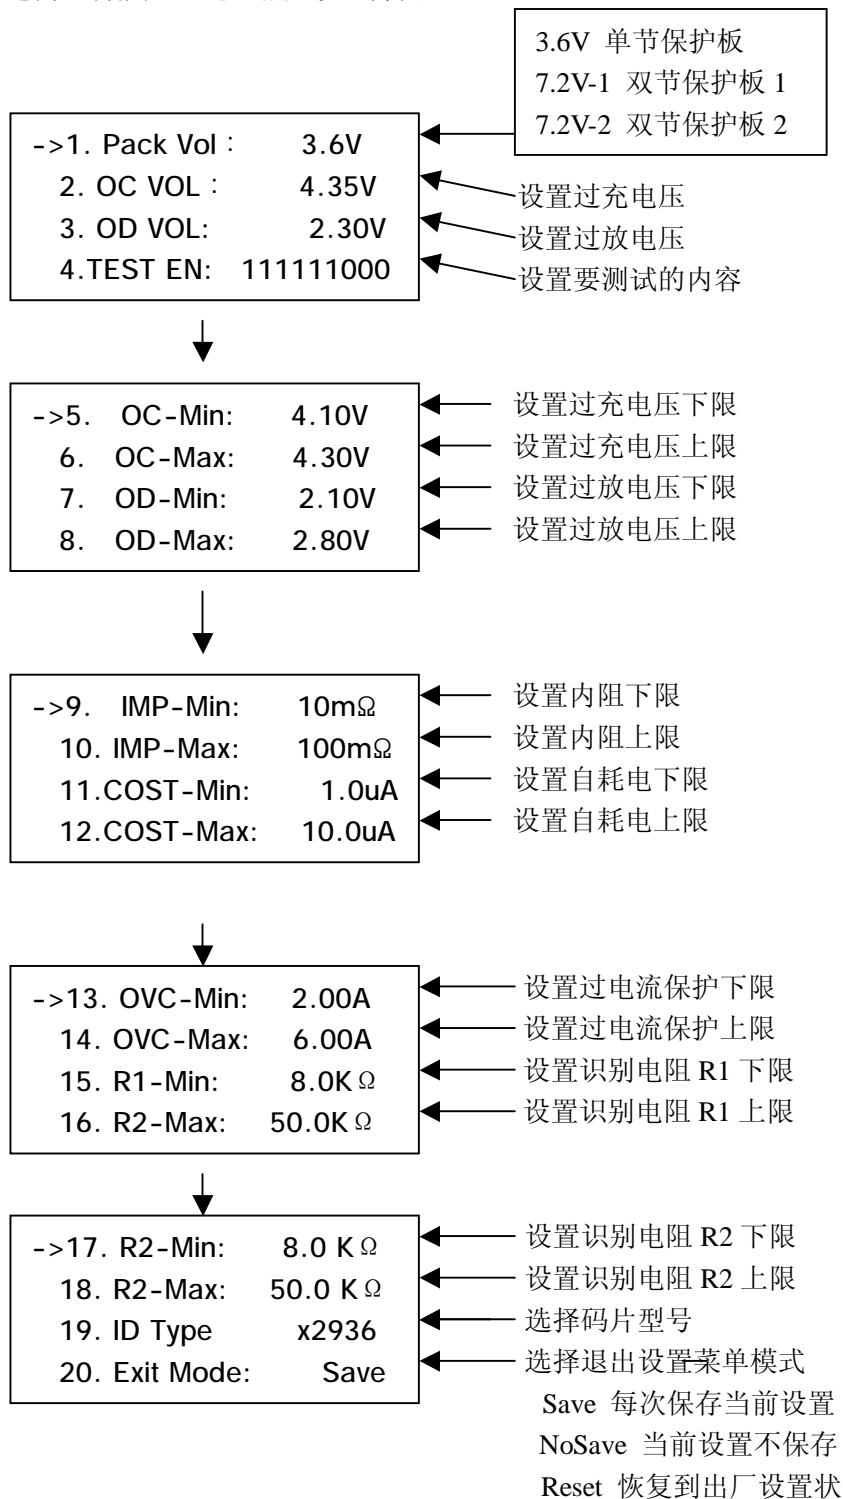 3.6V 单节保护板
7.2V-1 双节保护板 1
7.2V-2 双节保护板 2
->1. Pack Vol： 3.6V
2. OC VOL： 4.35V
设置过充电压
3. OD VOL: 2.30V
设置过放电压
4.TEST EN: 111111000
设置要测试的内容
->5. OC-Min: 4.10V
设置过充电压下限
6. OC-Max: 4.30V
设置过充电压上限
7. OD-Min: 2.10V
设置过放电压下限
8. OD-Max: 2.80V
设置过放电压上限
->9. IMP-Min: 10mΩ
设置内阻下限
10. IMP-Max: 100mΩ
设置内阻上限
11.COST-Min: 1.0uA
设置自耗电下限
12.COST-Max: 10.0uA
设置自耗电上限
->13. OVC-Min: 2.00A
设置过电流保护下限
14. OVC-Max: 6.00A
设置过电流保护上限
15. R1-Min: 8.0KΩ
设置识别电阻 R1 下限
16. R2-Max: 50.0KΩ
设置识别电阻 R1 上限
->17. R2-Min: 8.0 KΩ
设置识别电阻 R2 下限
18. R2-Max: 50.0 KΩ
设置识别电阻 R2 上限
19. ID Type x2936
选择码片型号
20. Exit Mode: Save
选择退出设置菜单模式
Save 每次保存当前设置
NoSave 当前设置不保存
Reset 恢复到出厂设置状